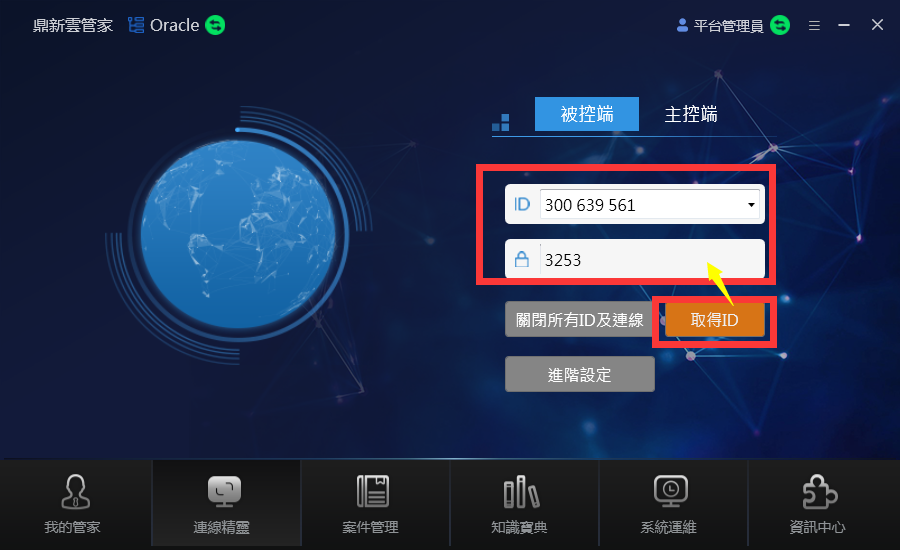 鼎新雲管家 Oracle 平台管理員
被控端 主控端
ID 300 639 561
3253
關閉所有ID及連線 取得ID
進階設定
我的管家 連線精靈 案件管理 知識寶典 系統運維 資訊中心